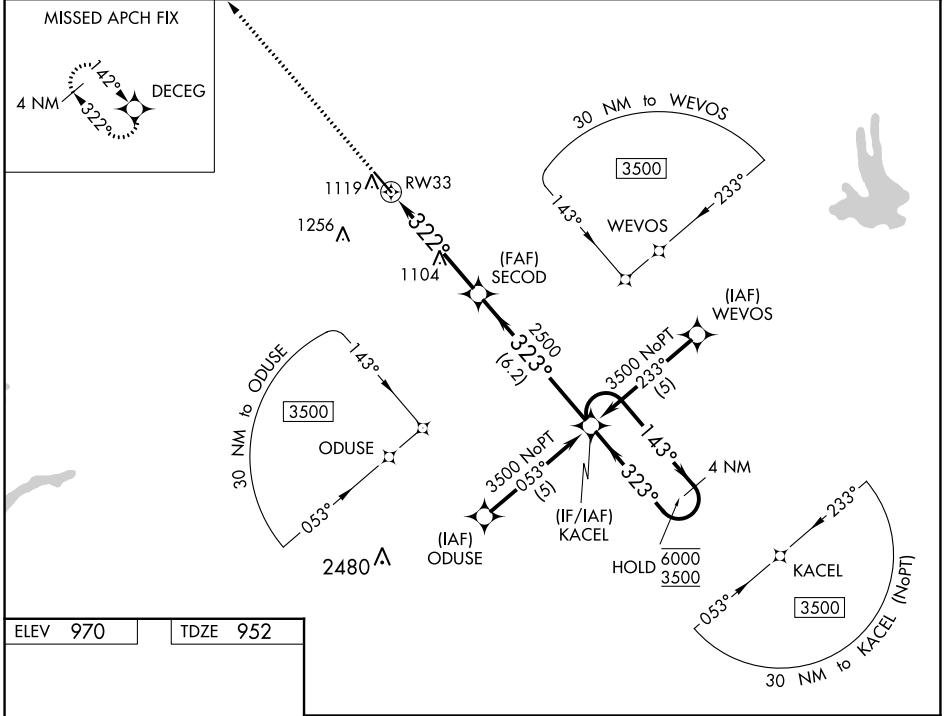 MISSED APCH FIX
4 NM
142°
322°
DECEG
1119
RW33
1256
1104
322°
(FAF)
SECOD
2500
323°
(6.2)
30 NM to WEVOS
3500
143°
233°
WEVOS
(IAF)
WEVOS
3500 NoPT
233°
(5)
30 NM to ODUSE
143°
3500
ODUSE
053°
3500 NoPT
053°
(5)
(IAF)
ODUSE
(IF/IAF)
KACEL
143°
323°
4 NM
HOLD
6000
3500
2480
233°
KACEL
053°
3500
30 NM to KACEL (NoPT)
ELEV 970
TDZE 952